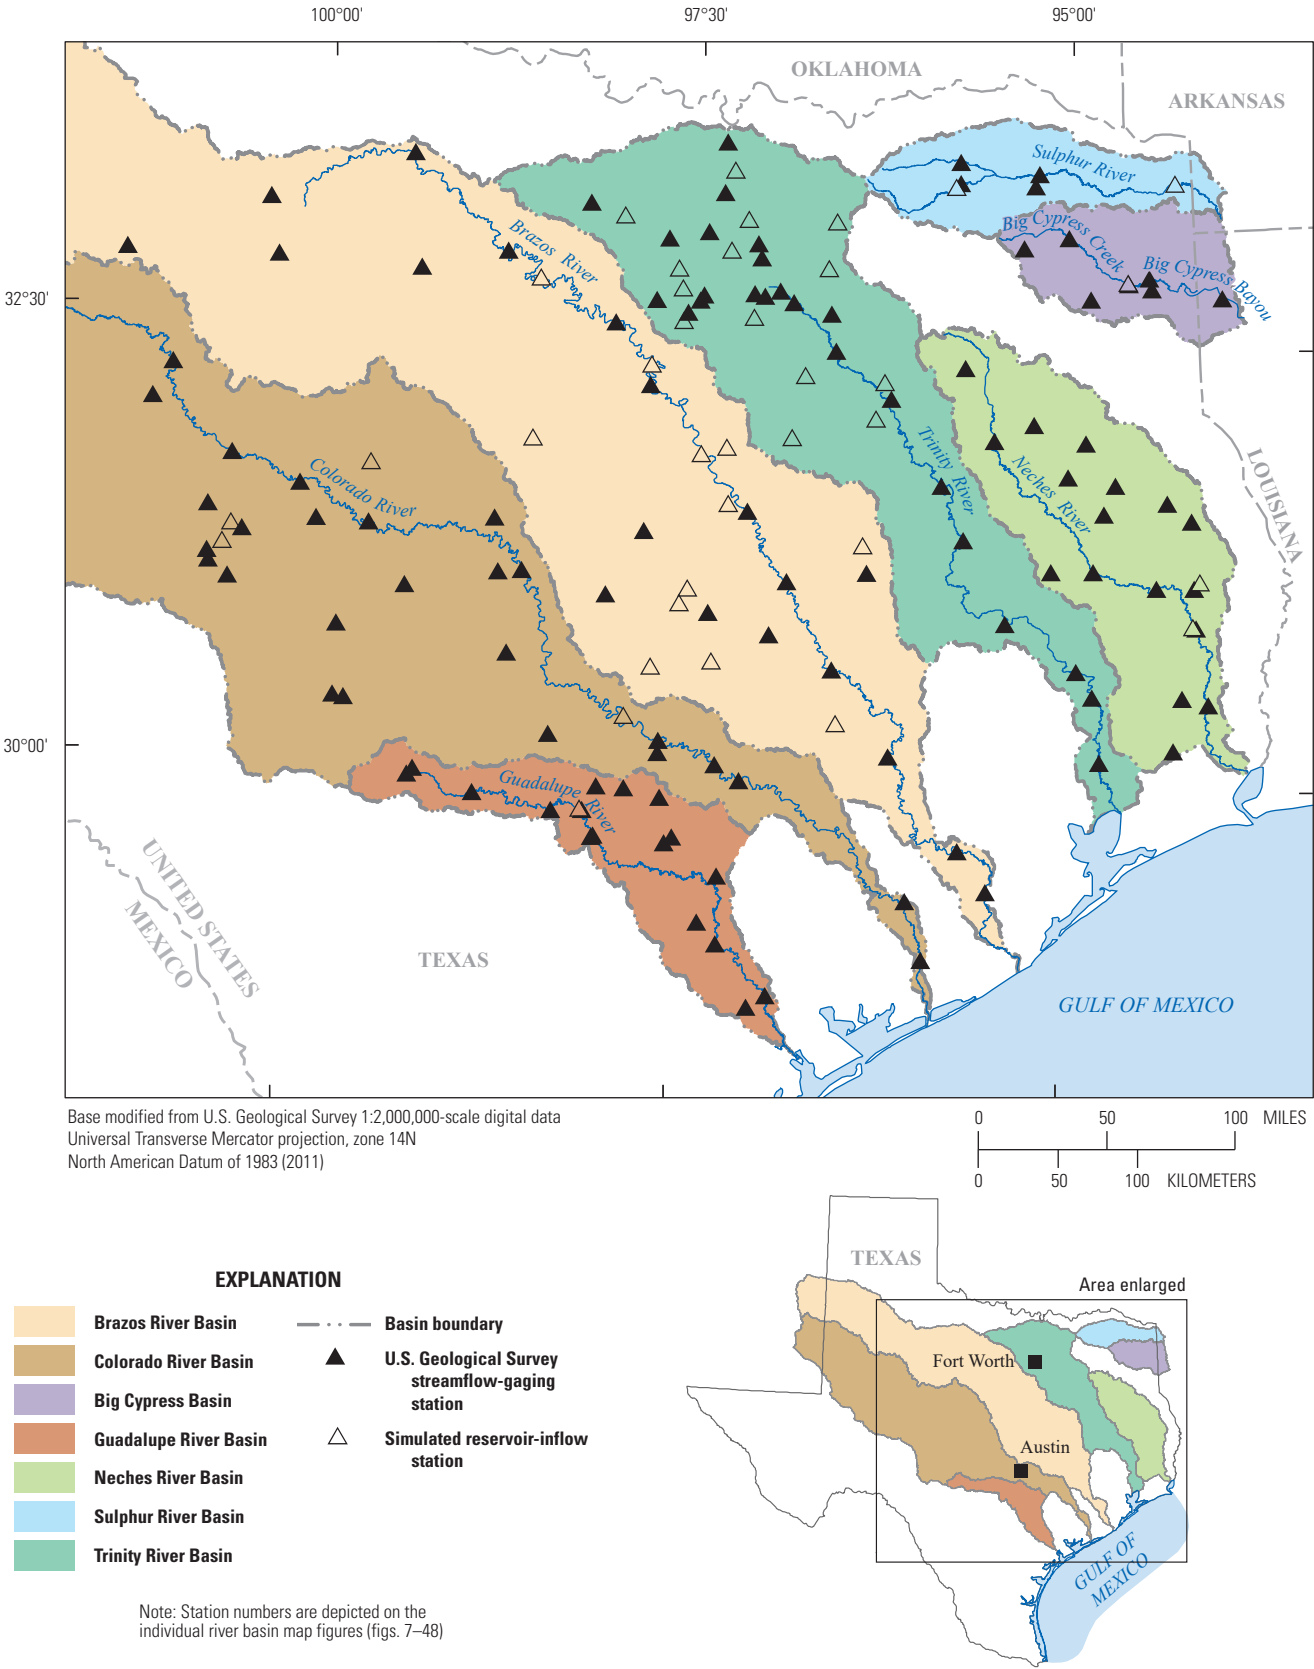 100°00'
97°30'
95°00'
OKLAHOMA
ARKANSAS
Sulphur River
Big Cypress Creek
Big Cypress Bayou
Brazos River
32°30'
Trinity River
Neches River
LOUISIANA
Colorado River
30°00'
Guadalupe River
UNITED STATES
MEXICO
TEXAS
GULF OF MEXICO
Base modified from U.S. Geological Survey 1:2,000,000-scale digital data
Universal Transverse Mercator projection, zone 14N
North American Datum of 1983 (2011)
0 50 100 MILES
0 50 100 KILOMETERS
EXPLANATION
Brazos River Basin
Colorado River Basin
Big Cypress Basin
Guadalupe River Basin
Neches River Basin
Sulphur River Basin
Trinity River Basin
Basin boundary
U.S. Geological Survey
streamflow-gaging
station
Simulated reservoir-inflow
station
Note: Station numbers are depicted on the
individual river basin map figures (figs. 7–48)
TEXAS
Area enlarged
Fort Worth
Austin
GULF OF
MEXICO